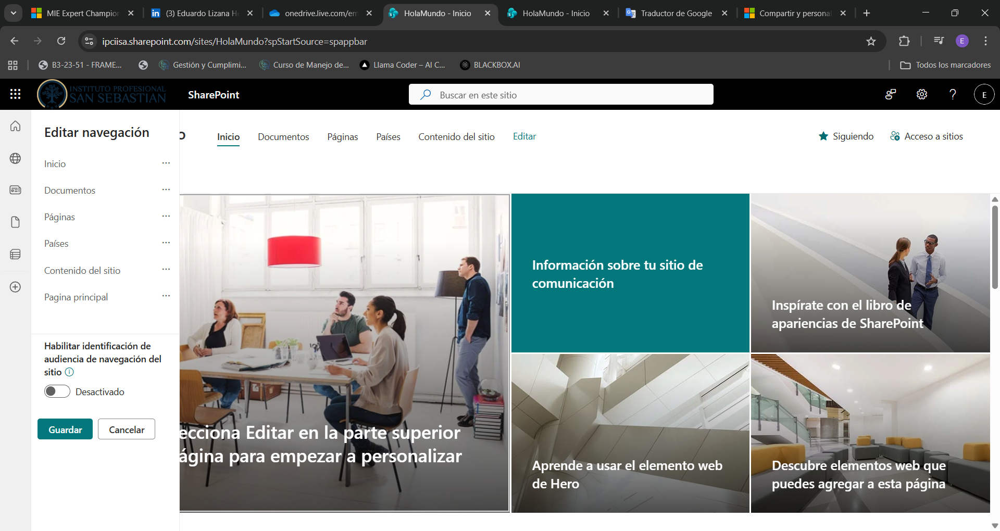 MIE Expert Champion
(3) Eduardo Lizana He
onedrive.live.com/em
HolaMundo - Inicio
HolaMundo - Inicio
Traductor de Google
Compartir y persona
ipciisa.sharepoint.com/sites/HolaMundo?spStartSource=spappbar
E
B3-23-51 - FRAME...
Gestión y Cumplimi...
Curso de Manejo de...
Llama Coder – AI C...
BLACKBOX.AI
Todos los marcadores
INSTITUTO PROFESIONAL
SAN SEBASTIAN
SharePoint
Buscar en este sitio
E
Editar navegación
Inicio
Documentos
Páginas
Países
Contenido del sitio
Pagina principal
Habilitar identificación de
audiencia de navegación del
sitio
Desactivado
Guardar
Cancelar
o
Inicio
Documentos
Páginas
Países
Contenido del sitio
Editar
Siguiendo
Acceso a sitios
ecciona Editar en la parte superior
ágina para empezar a personalizar
Información sobre tu sitio de
comunicación
Inspírate con el libro de
apariencias de SharePoint
Aprende a usar el elemento web
de Hero
Descubre elementos web que
puedes agregar a esta página